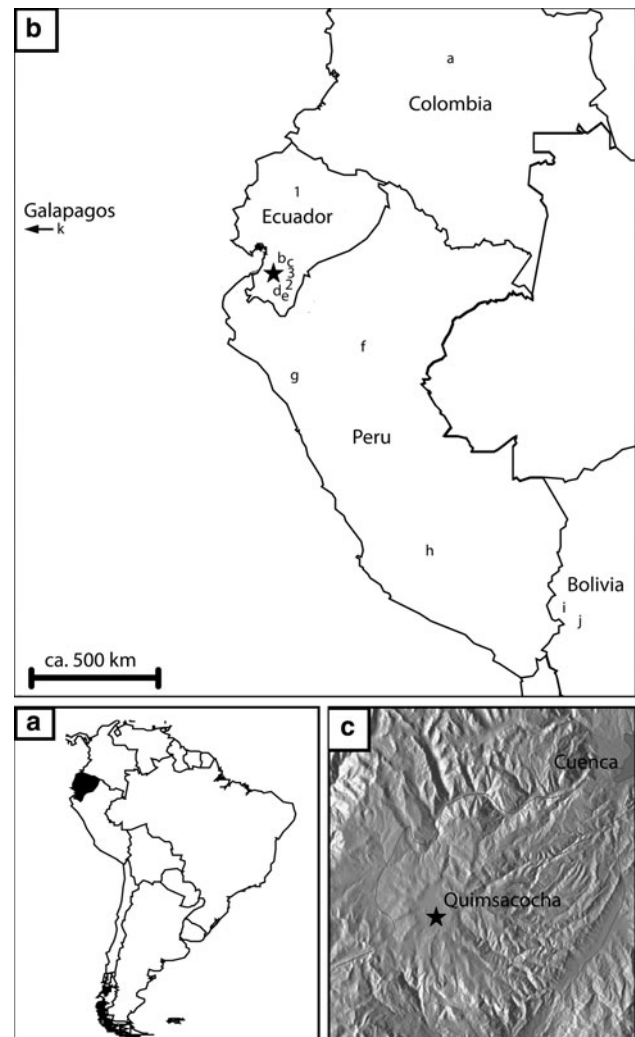 b
a
Colombia
1
Ecuador
Galapagos
k
b
c
3
2
d
e
f
g
Peru
h
Bolivia
i
j
ca. 500 km
a
c
Cuenca
Quimsacocha